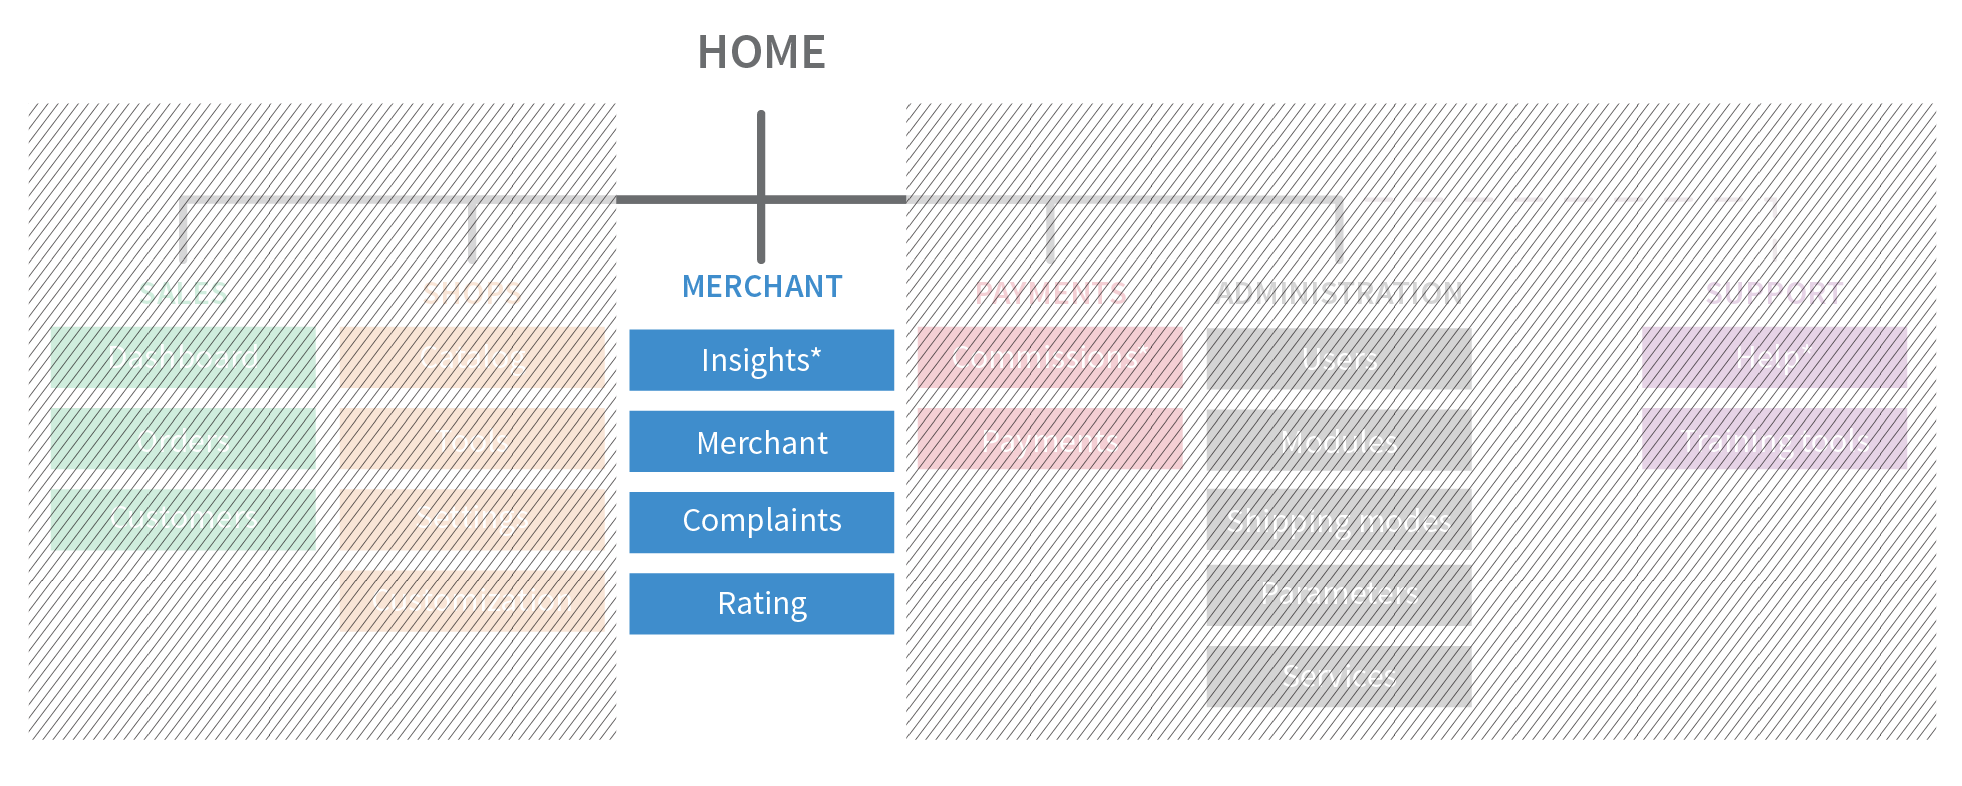 HOME
SALES
Dashboard
Orders
Customers
SHOPS
Catalog
Tools
Settings
Customization
MERCHANT
Insights*
Merchant
Complaints
Rating
PAYMENTS
Commissions*
Payments
ADMINISTRATION
Users
Modules
Shipping modes
Parameters
Services
SUPPORT
Help*
Training tools